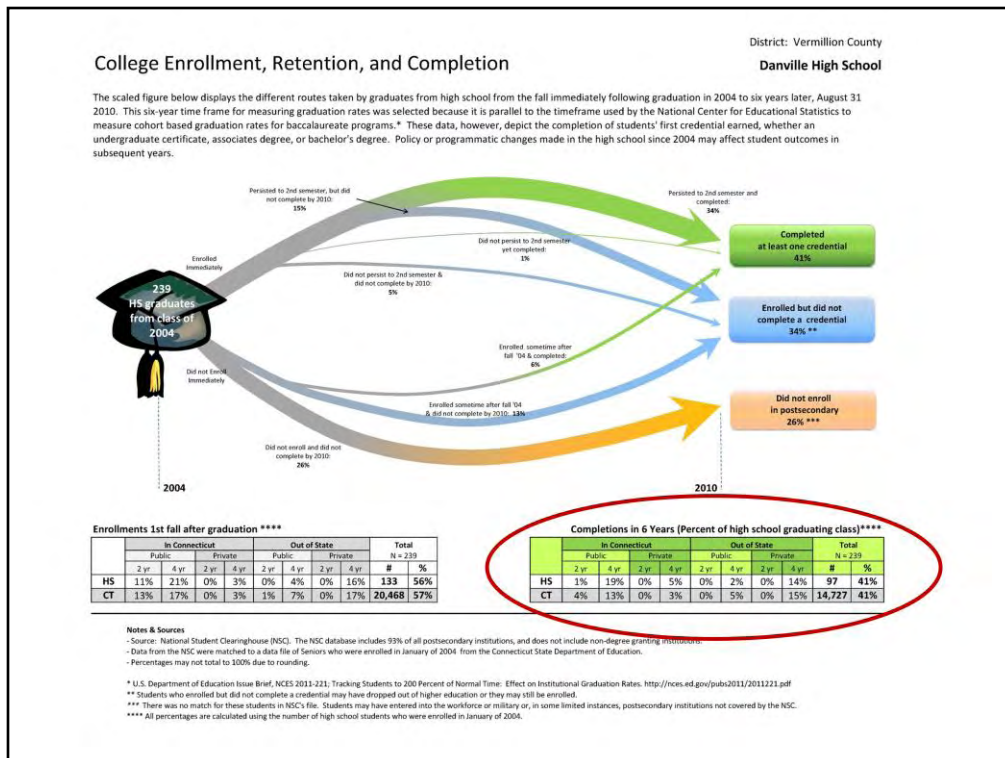 District: Vermillion County
College Enrollment, Retention, and Completion
Danville High School
The scaled figure below displays the different routes taken by graduates from high school from the fall immediately following graduation in 2004 to six years later, August 31
2010. This six-year time frame for measuring graduation rates was selected because it is parallel to the timeframe used by the National Center for Educational Statistics to
measure cohort based graduation rates for baccalaureate programs.* These data, however, depict the completion of students' first credential earned, whether an
undergraduate certificate, associates degree, or bachelor's degree. Policy or programmatic changes made in the high school since 2004 may affect student outcomes in
subsequent years.
Persisted to 2nd semester, but did
not complete by 2010:
15%
Persisted to 2nd semester and
completed:
34%
Completed
at least one credential
41%
Did not persist to 2nd semester
yet completed:
1%
Enrolled
Immediately
Did not persist to 2nd semester &
did not complete by 2010:
5%
239
HS graduates
from class of
2004
Enrolled but did not
complete a credential
34% **
Enrolled sometime after
fall '04 & completed:
6%
Did not Enroll
Immediately
Enrolled sometime after fall '04
& did not complete by 2010: 13%
Did not enroll
in postsecondary
26% ***
Did not enroll and did not
complete by 2010:
26%
2004
2010
Enrollments 1st fall after graduation ****
In Connecticut Out of State Total
Public Private Public Private N = 239
2 yr 4 yr 2 yr 4 yr 2 yr 4 yr 2 yr 4 yr # %
HS 11% 21% 0% 3% 0% 4% 0% 16% 133 56%
CT 13% 17% 0% 3% 1% 7% 0% 17% 20,468 57%
Completions in 6 Years (Percent of high school graduating class)****
In Connecticut Out of State Total
Public Private Public Private N = 239
2 yr 4 yr 2 yr 4 yr 2 yr 4 yr 2 yr 4 yr # %
HS 1% 19% 0% 5% 0% 2% 0% 14% 97 41%
CT 4% 13% 0% 3% 0% 5% 0% 15% 14,727 41%
Notes & Sources
- Source: National Student Clearinghouse (NSC). The NSC database includes 93% of all postsecondary institutions, and does not include non-degree granting institutions.
- Data from the NSC were matched to a data file of Seniors who were enrolled in January of 2004 from the Connecticut State Department of Education.
- Percentages may not total to 100% due to rounding.
* U.S. Department of Education Issue Brief, NCES 2011-221; Tracking Students to 200 Percent of Normal Time: Effect on Institutional Graduation Rates. http://nces.ed.gov/pubs2011/2011221.pdf
** Students who enrolled but did not complete a credential may have dropped out of higher education or they may still be enrolled.
*** There was no match for these students in NSC's file. Students may have entered into the workforce or military or, in some limited instances, postsecondary institutions not covered by the NSC.
**** All percentages are calculated using the number of high school students who were enrolled in January of 2004.